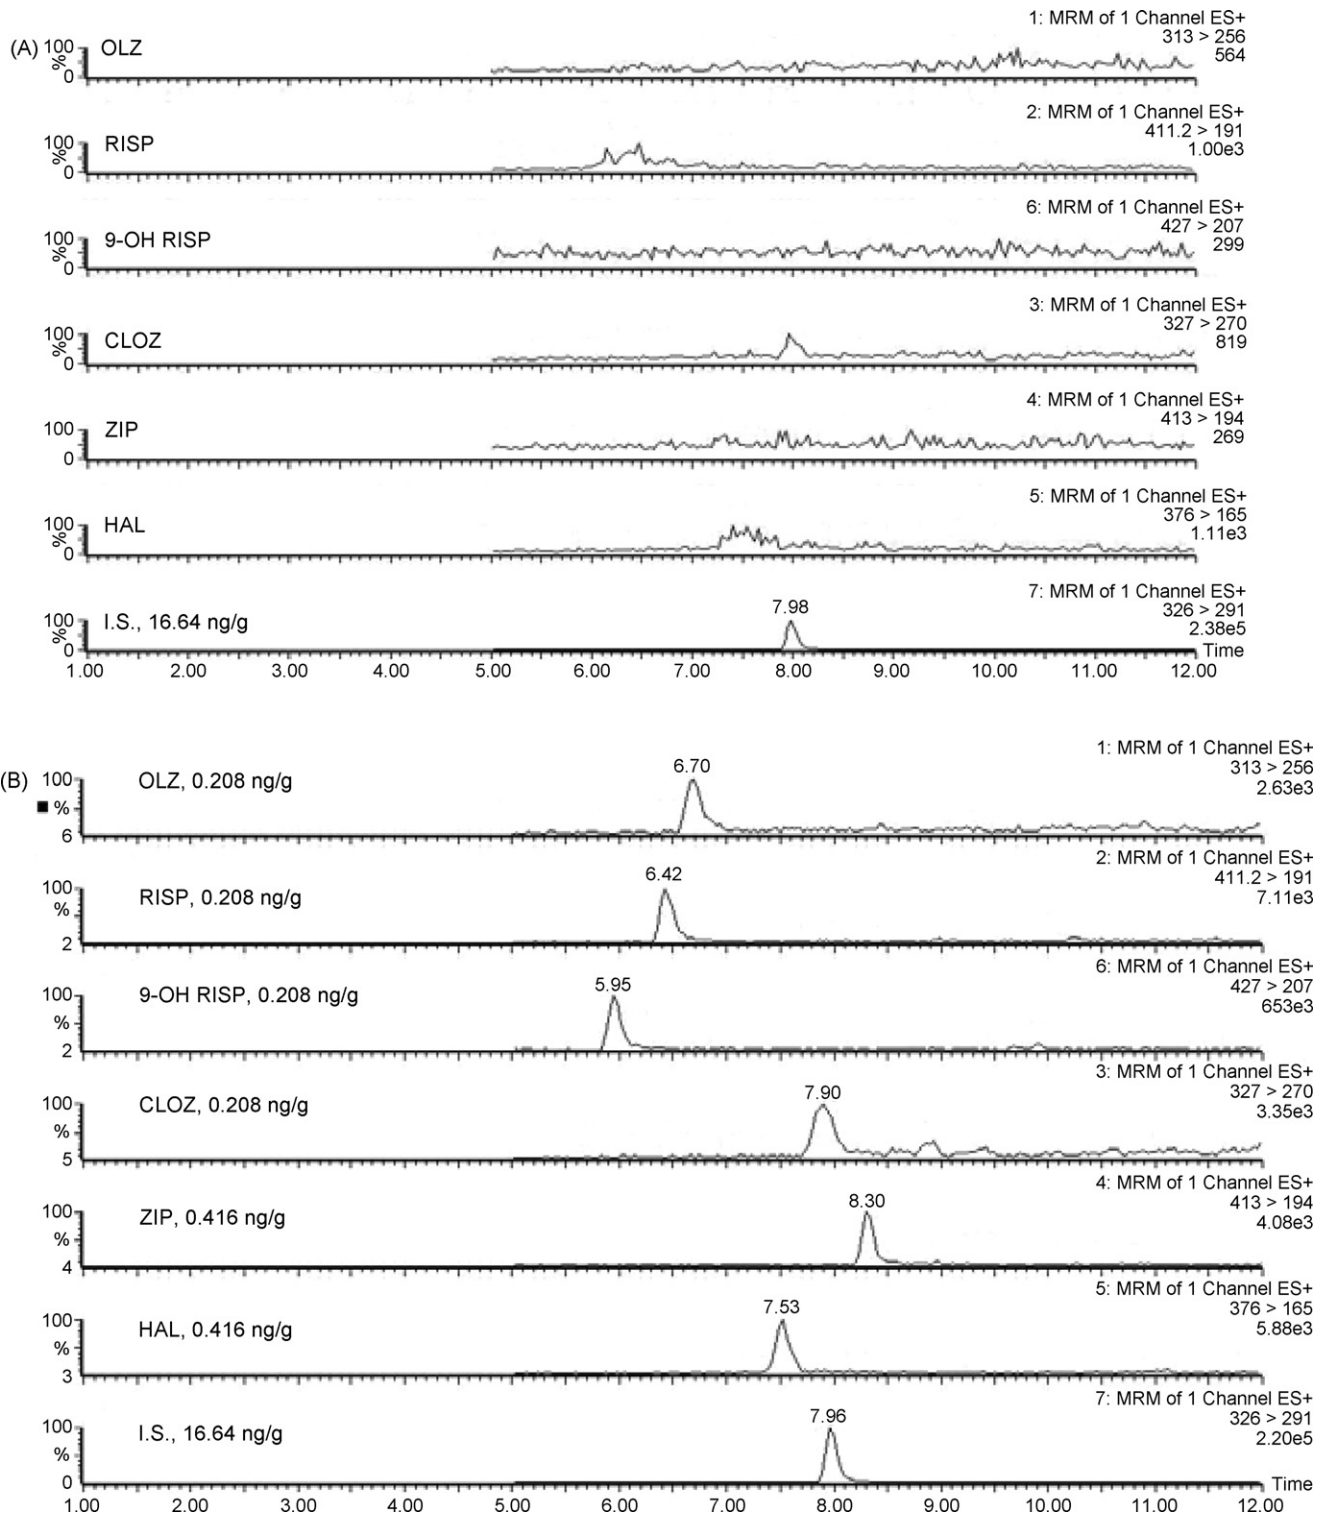 (A)
OLZ
1: MRM of 1 Channel ES+
313 > 256
564
100
%
0
RISP
2: MRM of 1 Channel ES+
411.2 > 191
1.00e3
100
%
0
9-OH RISP
6: MRM of 1 Channel ES+
427 > 207
299
100
%
0
CLOZ
3: MRM of 1 Channel ES+
327 > 270
819
100
%
0
ZIP
4: MRM of 1 Channel ES+
413 > 194
269
100
%
0
HAL
5: MRM of 1 Channel ES+
376 > 165
1.11e3
100
%
0
I.S., 16.64 ng/g
7.98
7: MRM of 1 Channel ES+
326 > 291
2.38e5
100
%
0
Time
1.00 2.00 3.00 4.00 5.00 6.00 7.00 8.00 9.00 10.00 11.00 12.00
(B)
OLZ, 0.208 ng/g
6.70
1: MRM of 1 Channel ES+
313 > 256
2.63e3
100
%
6
RISP, 0.208 ng/g
6.42
2: MRM of 1 Channel ES+
411.2 > 191
7.11e3
100
%
2
9-OH RISP, 0.208 ng/g
5.95
6: MRM of 1 Channel ES+
427 > 207
653e3
100
%
2
CLOZ, 0.208 ng/g
7.90
3: MRM of 1 Channel ES+
327 > 270
3.35e3
100
%
5
ZIP, 0.416 ng/g
8.30
4: MRM of 1 Channel ES+
413 > 194
4.08e3
100
%
4
HAL, 0.416 ng/g
7.53
5: MRM of 1 Channel ES+
376 > 165
5.88e3
100
%
3
I.S., 16.64 ng/g
7.96
7: MRM of 1 Channel ES+
326 > 291
2.20e5
100
%
0
Time
1.00 2.00 3.00 4.00 5.00 6.00 7.00 8.00 9.00 10.00 11.00 12.00